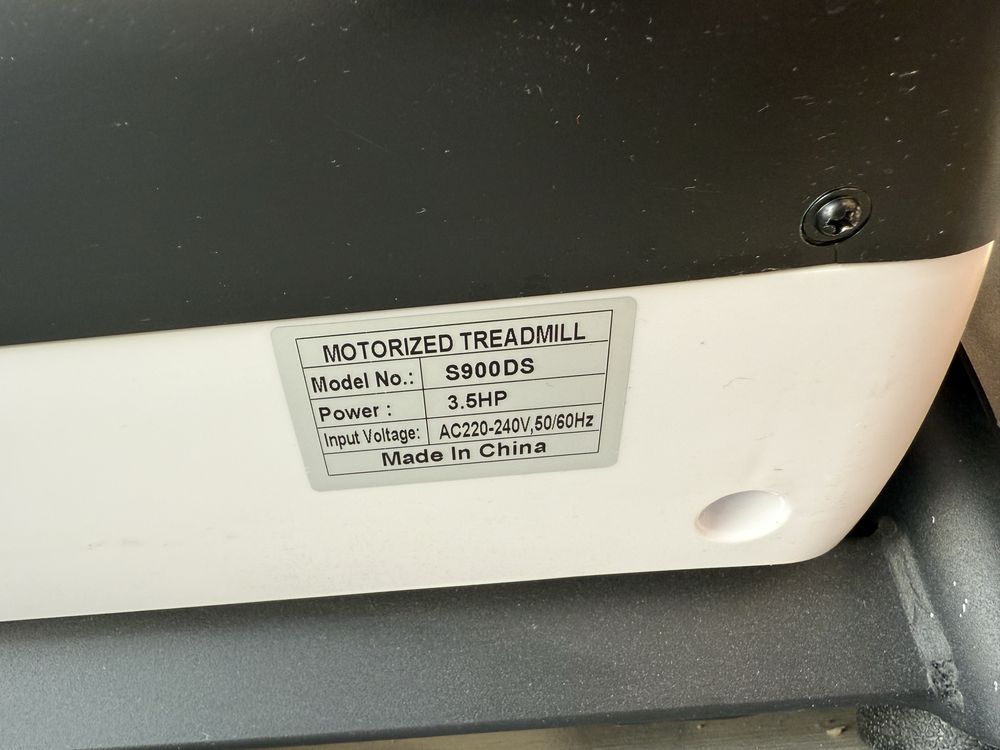 MOTORIZED TREADMILL
Model No.: S900DS
Power : 3.5HP
Input Voltage: AC220-240V,50/60Hz
Made In China